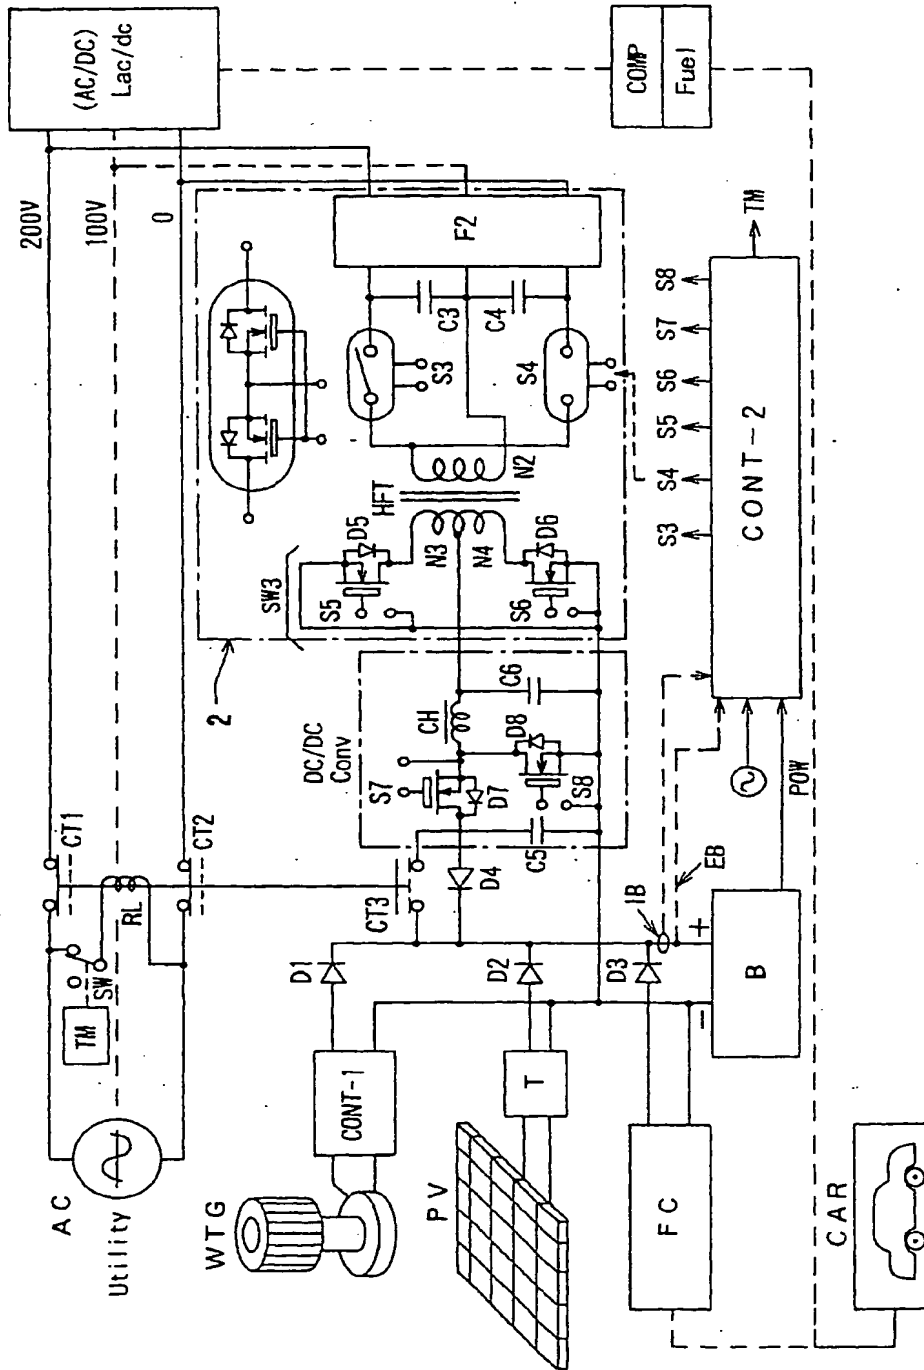 AC
Utility
TM
SW
RL
CT1
CT2
CT3
200V
100V
0
(AC/DC)
Lac/dc
WTG
CONT-1
D1
PV
T
D2
FC
D3
B
+
−
IB
EB
POW
D4
DC/DC
Conv
S7
D7
CH
S8
D8
C5
C6
2
SW3
S5
D5
S6
D6
N3
N4
HFT
N2
S3
S4
C3
C4
F2
S3
S4
S5
S6
S7
S8
CONT-2
TM
COMP
Fuel
CAR